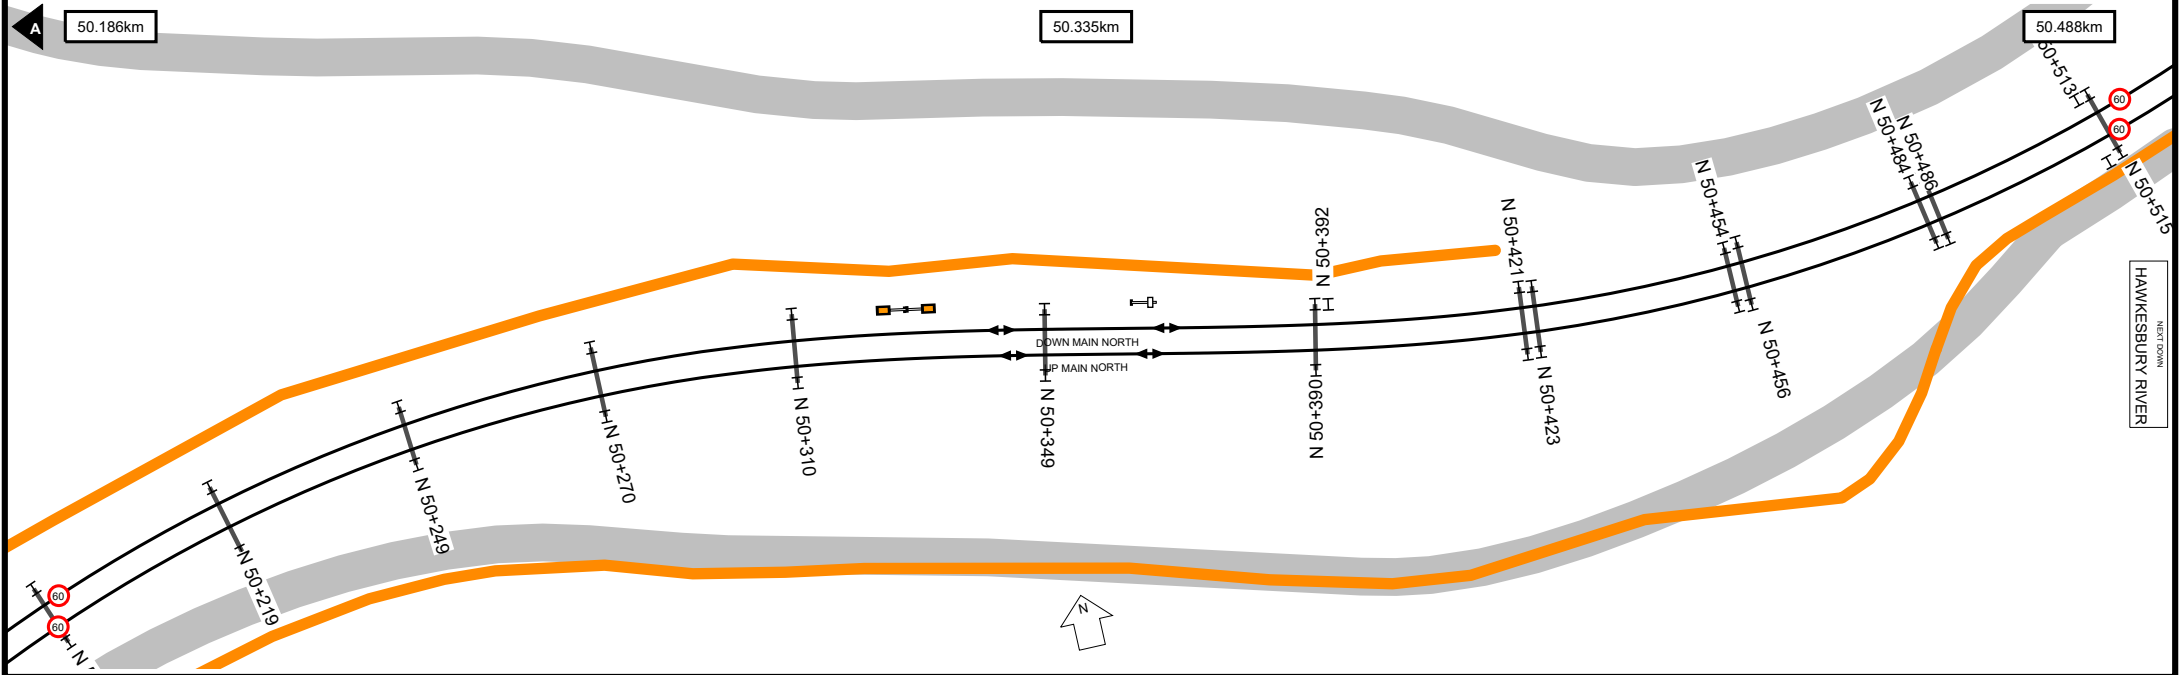 A
50.186km
50.335km
50.488km
60
60
N 50+484
N 50+486
N 50+454
N 50+421
N 50+392
N 50+515
NEXT DOWN
HAWKESBURY RIVER
DOWN MAIN NORTH
UP MAIN NORTH
N 50+456
N 50+423
N 50+390
N 50+349
N 50+310
N 50+270
N 50+249
N 50+219
60
60
N
N